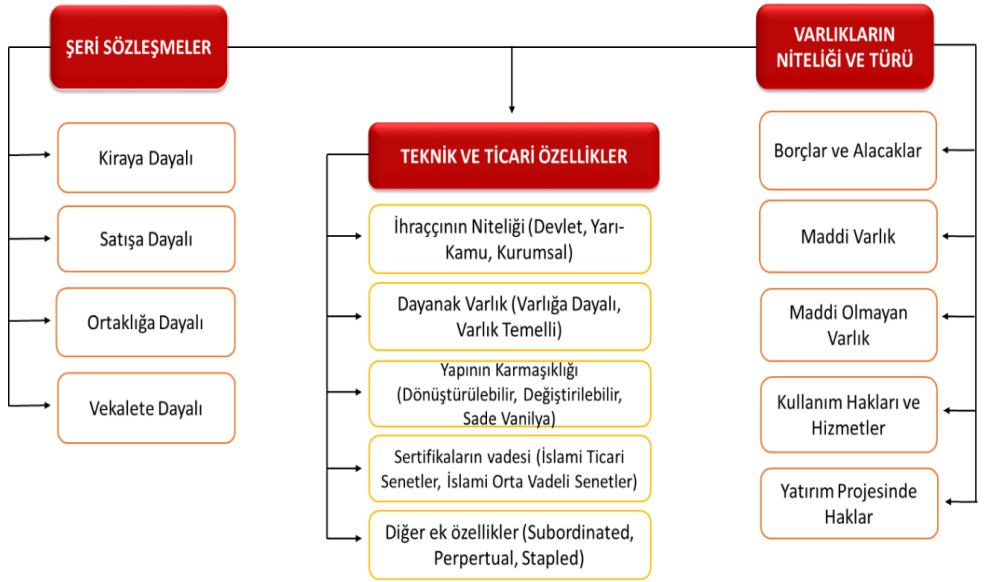 ŞERİ SÖZLEŞMELER
Kiraya Dayalı
Satışa Dayalı
Ortaklığa Dayalı
Vekalete Dayalı
TEKNİK VE TİCARİ ÖZELLİKLER
İhraççının Niteliği (Devlet, Yarı-
Kamu, Kurumsal)
Dayanak Varlık (Varlığa Dayalı,
Varlık Temelli)
Yapının Karmaşıklığı
(Dönüştürülebilir, Değiştirilebilir,
Sade Vanilya)
Sertifikaların vadesi (İslami Ticari
Senetler, İslami Orta Vadeli Senetler)
Diğer ek özellikler (Subordinated,
Perpertual, Stapled)
VARLIKLARIN
NİTELİĞİ VE TÜRÜ
Borçlar ve Alacaklar
Maddi Varlık
Maddi Olmayan
Varlık
Kullanım Hakları ve
Hizmetler
Yatırım Projesinde
Haklar